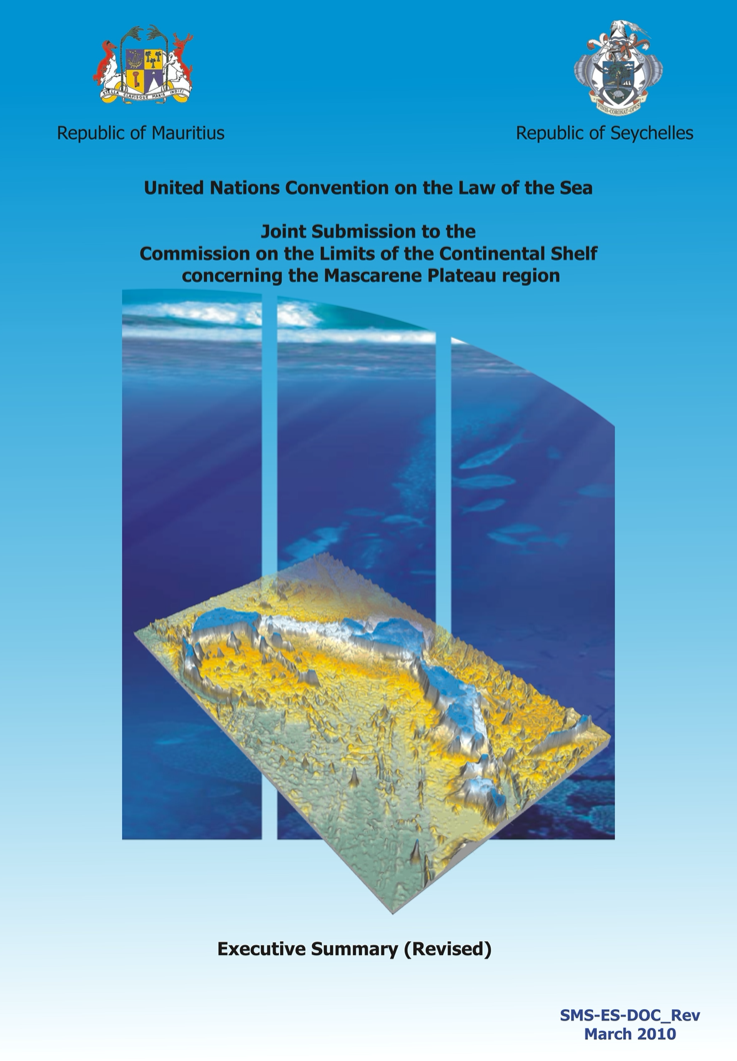 Republic of Mauritius
Republic of Seychelles
United Nations Convention on the Law of the Sea
Joint Submission to the
Commission on the Limits of the Continental Shelf
concerning the Mascarene Plateau region
Executive Summary (Revised)
SMS-ES-DOC_Rev
March 2010